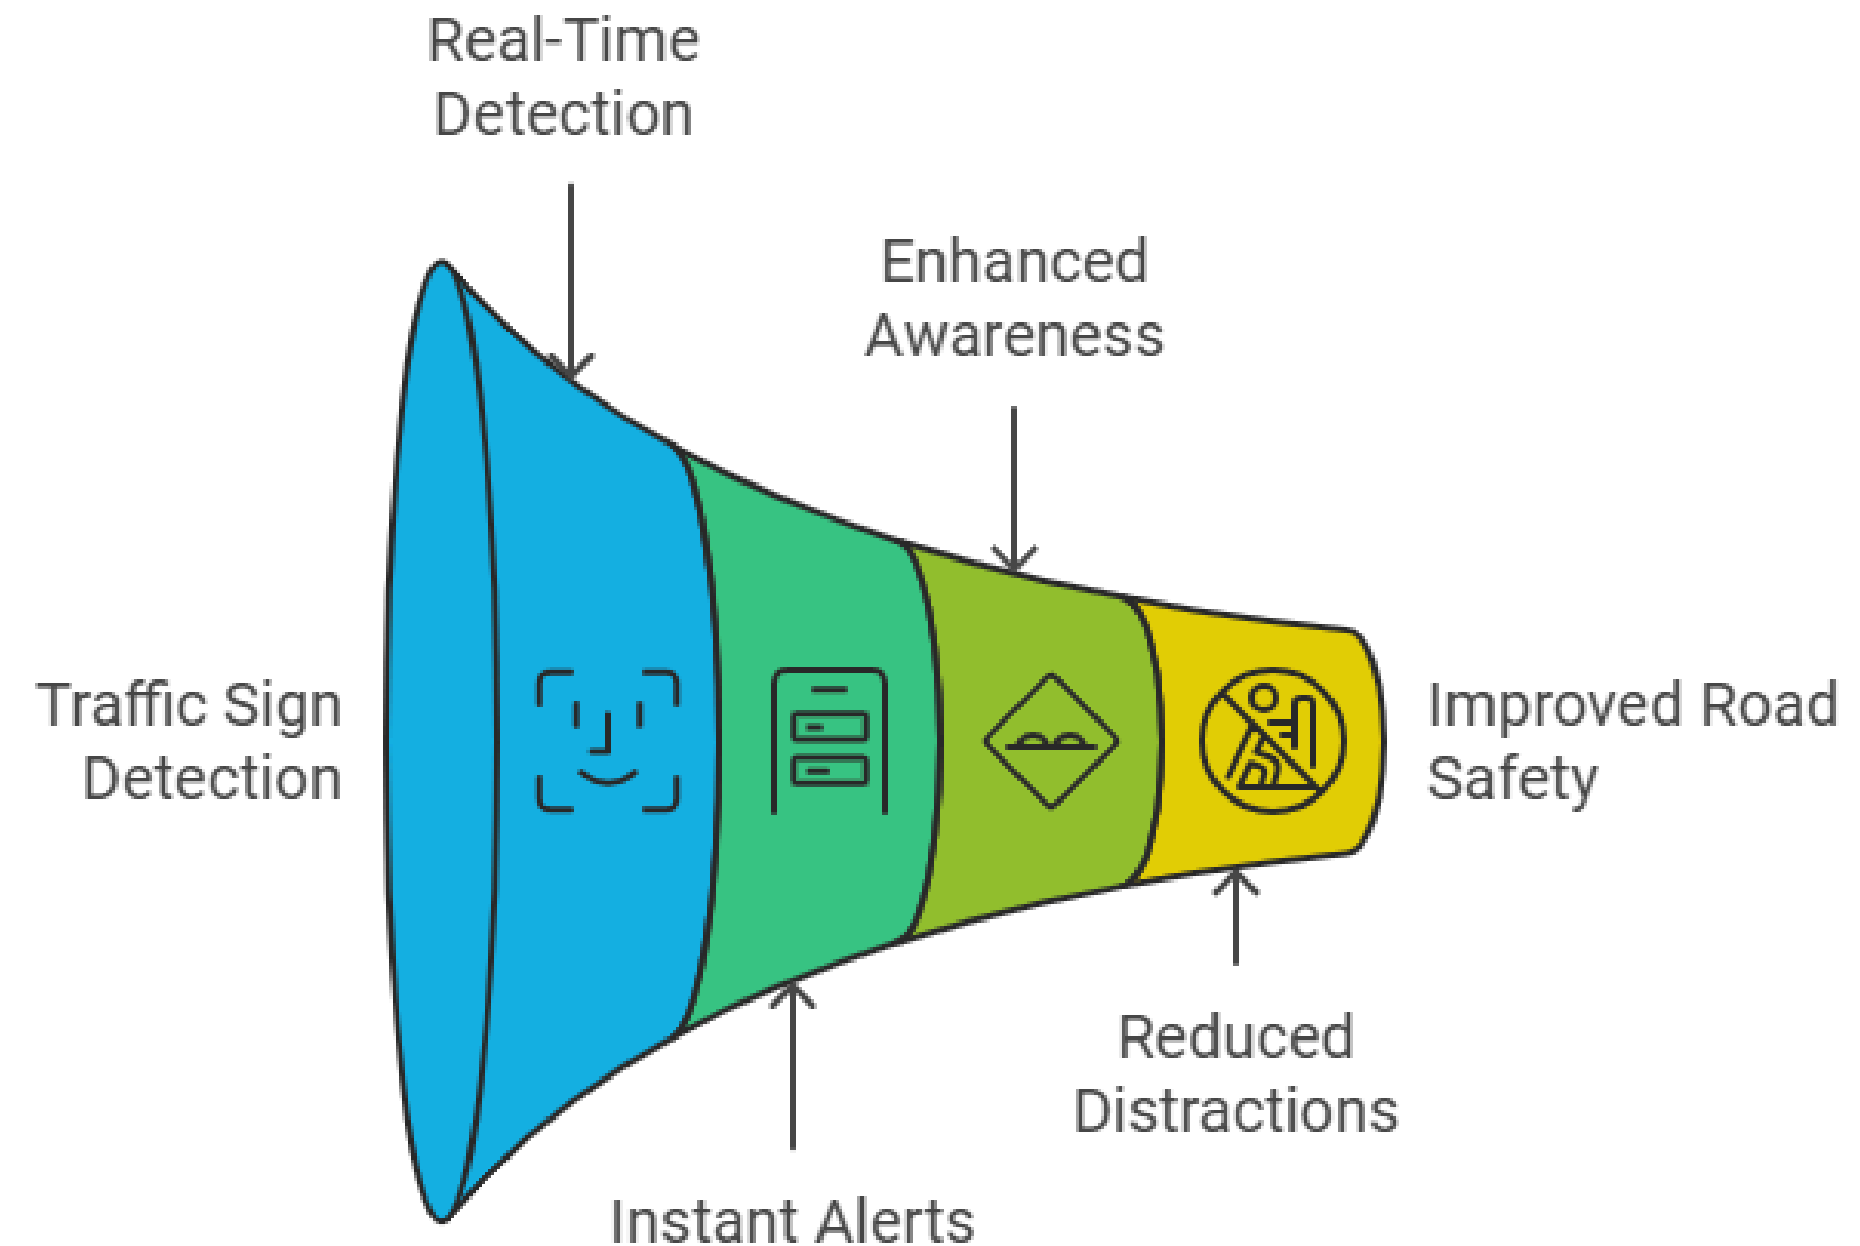 Real-Time
Detection
Enhanced
Awareness
Traffic Sign
Detection
Improved Road
Safety
Reduced
Distractions
Instant Alerts